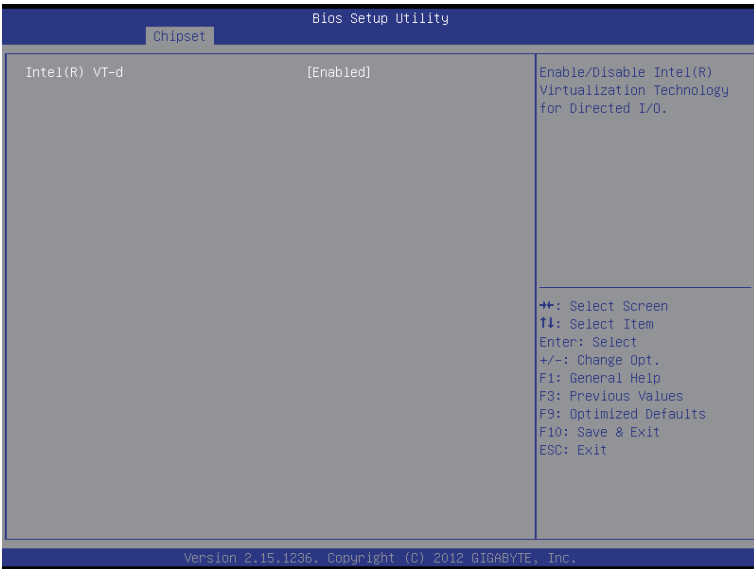 Bios Setup Utility
Chipset
Intel(R) VT-d [Enabled]
Enable/Disable Intel(R)
Virtualization Technology
for Directed I/O.
→←: Select Screen
↑↓: Select Item
Enter: Select
+/-: Change Opt.
F1: General Help
F3: Previous Values
F9: Optimized Defaults
F10: Save & Exit
ESC: Exit
Version 2.15.1236. Copyright (C) 2012 GIGABYTE, Inc.